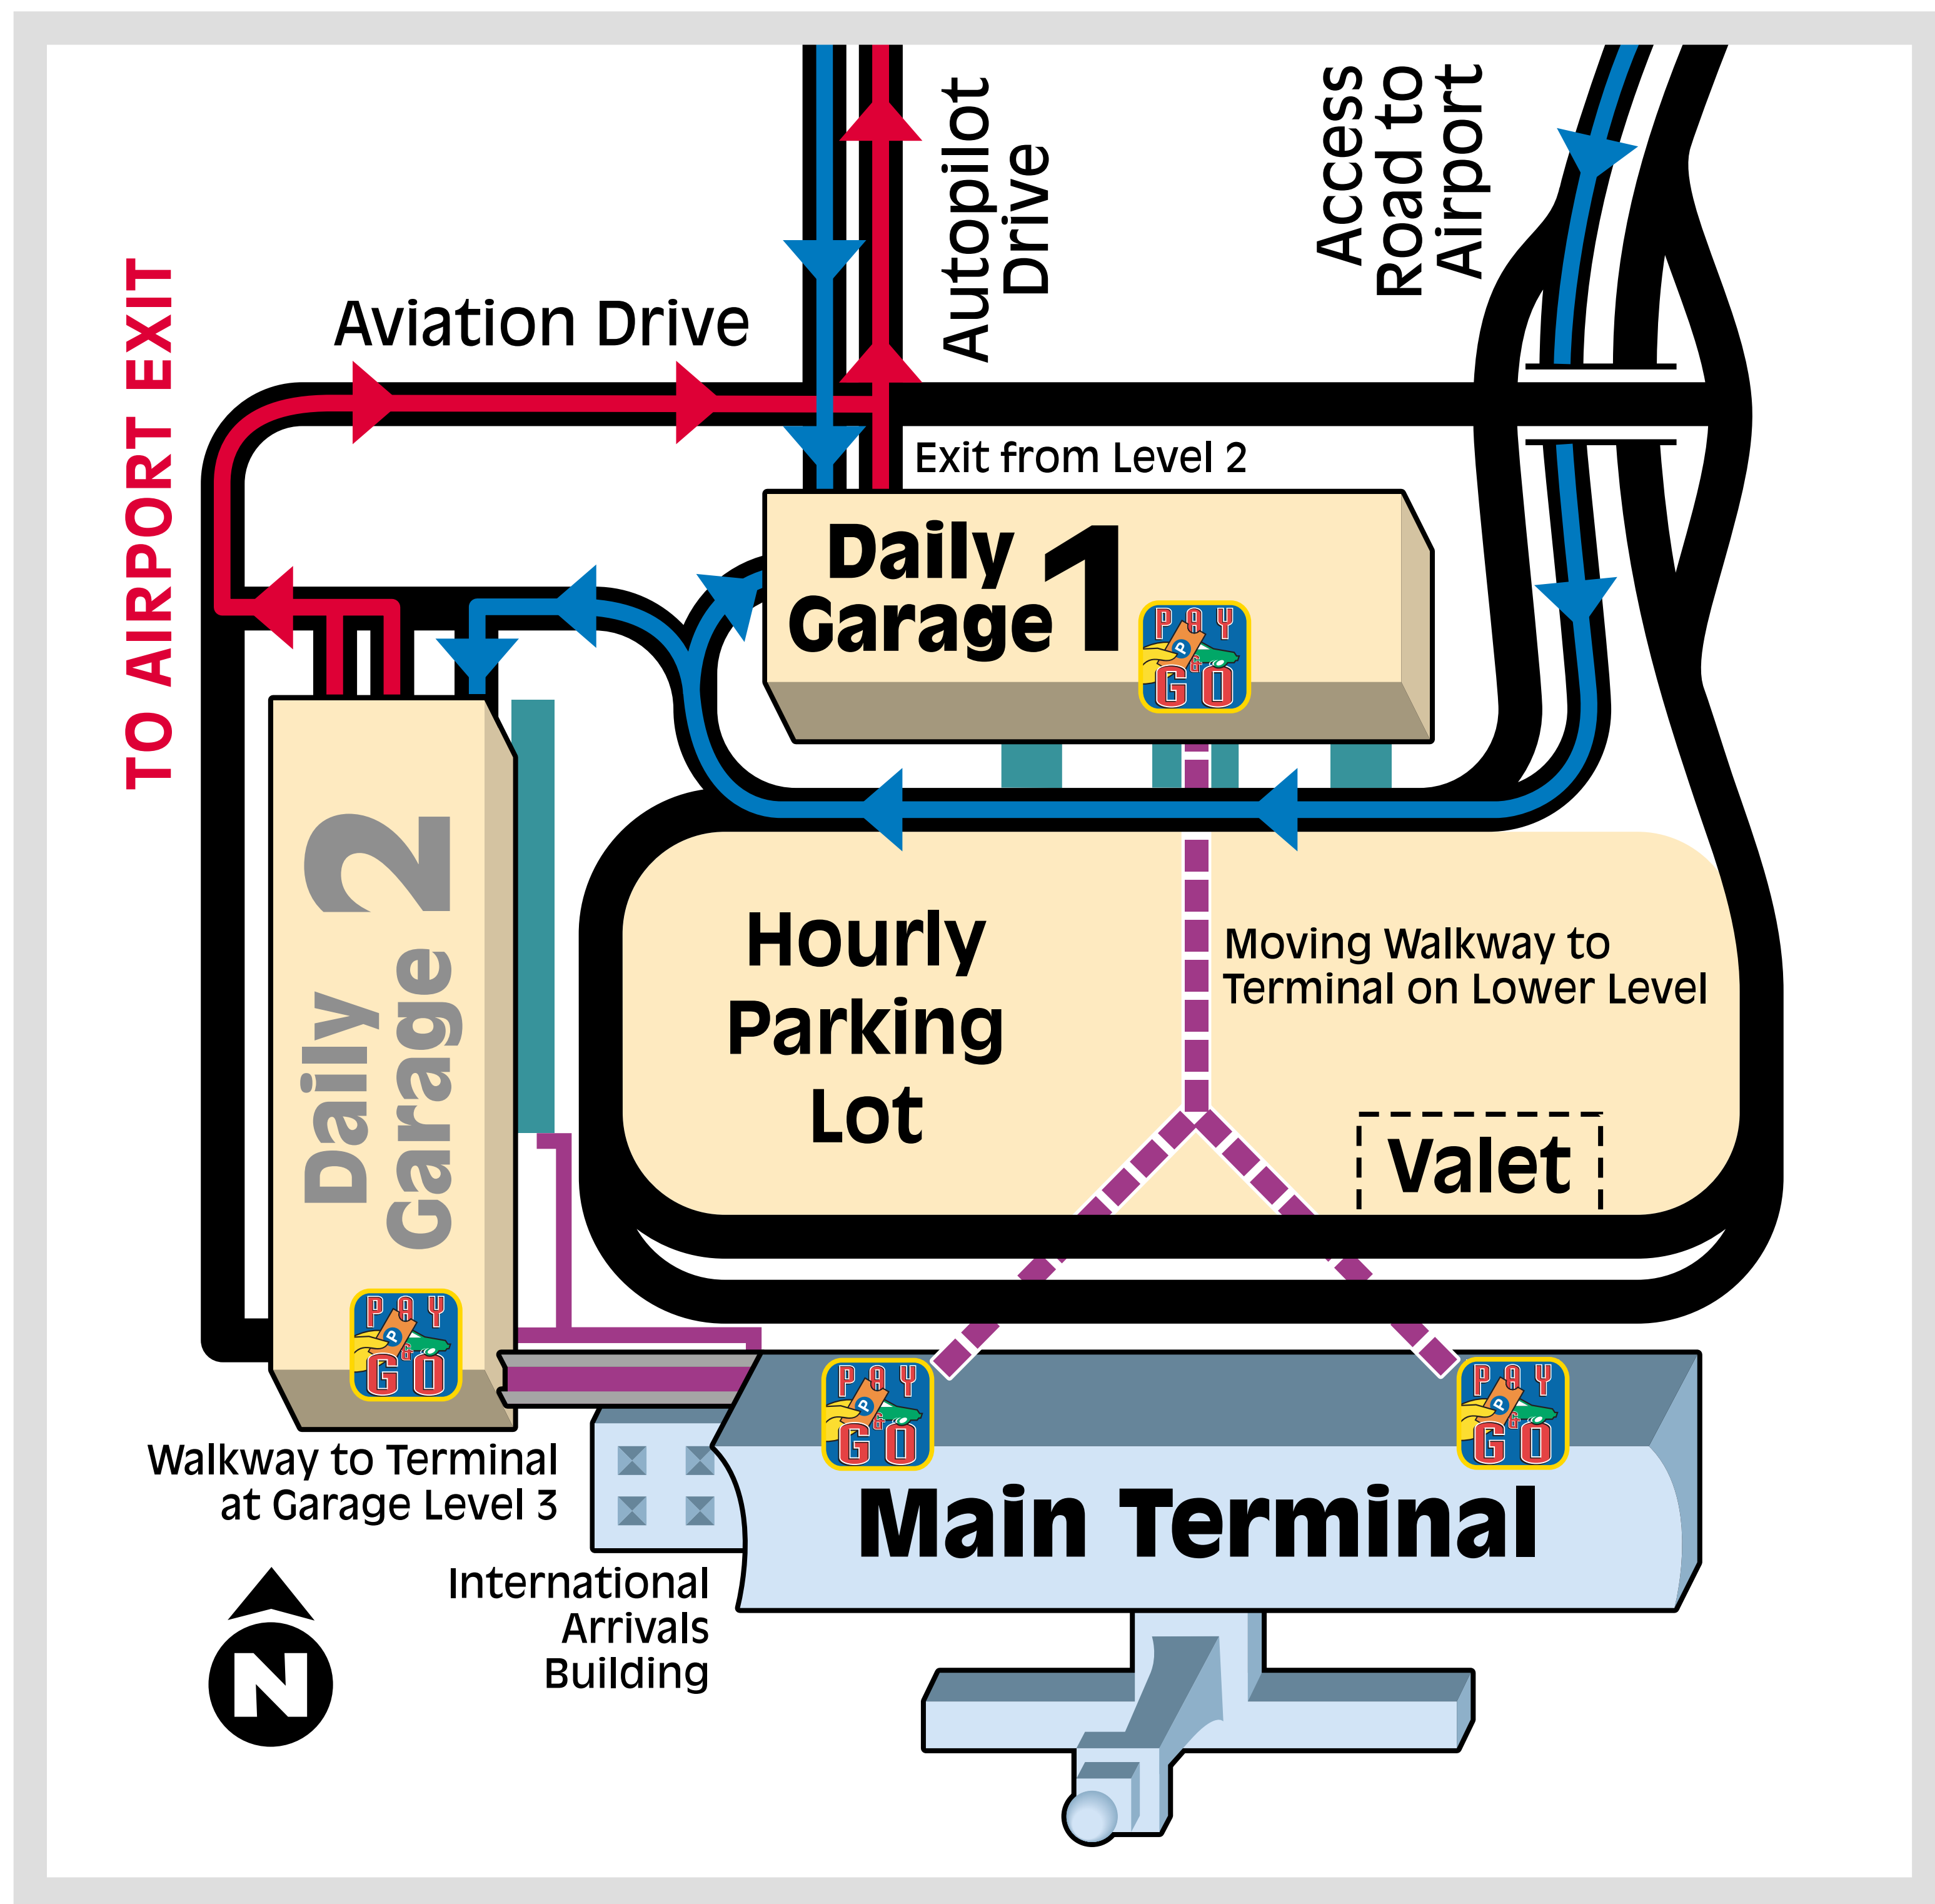 Autopilot
Drive
Access
Road to
Airport
TO AIRPORT EXIT
Aviation Drive
Exit from Level 2
Daily
Garage
1
PAY
P
&
GO
Daily
Garage
2
Hourly
Parking
Lot
Moving Walkway to
Terminal on Lower Level
Valet
PAY
P
&
GO
PAY
P
&
GO
PAY
P
&
GO
Main Terminal
Walkway to Terminal
at Garage Level 3
International
Arrivals
Building
N